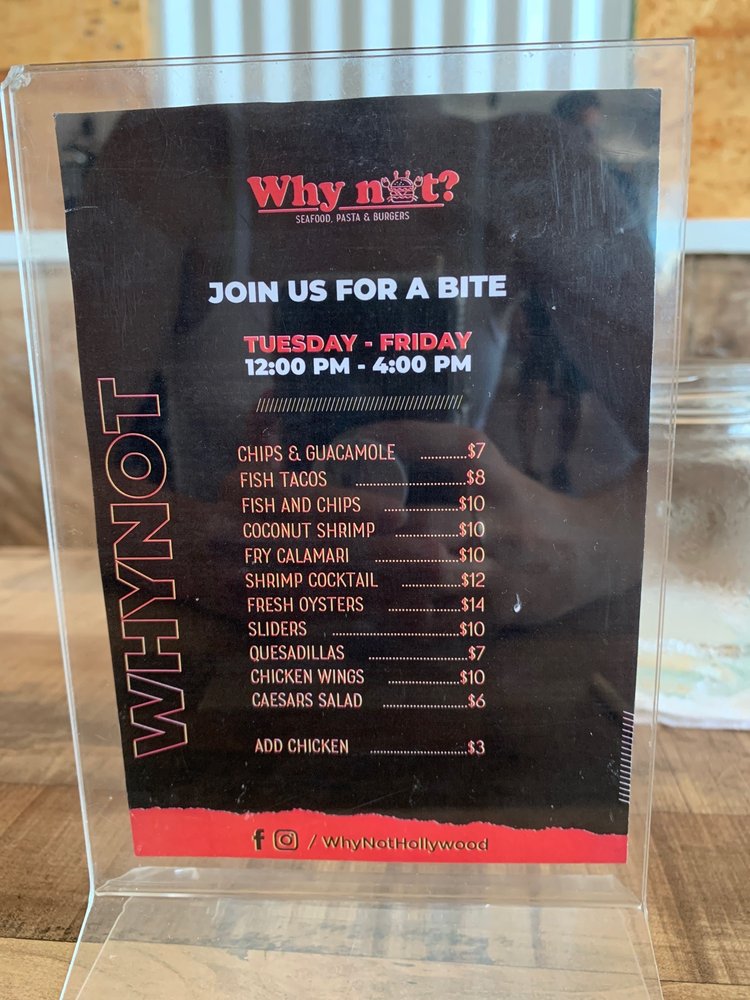 Why not?
SEAFOOD, PASTA & BURGERS
JOIN US FOR A BITE
TUESDAY - FRIDAY
12:00 PM - 4:00 PM
WHYNOT
CHIPS & GUACAMOLE ............$7
FISH TACOS ............................$8
FISH AND CHIPS ...................$10
COCONUT SHRIMP ................$10
FRY CALAMARI .....................$10
SHRIMP COCKTAIL ...............$12
FRESH OYSTERS ..................$14
SLIDERS ................................$10
QUESADILLAS .........................$7
CHICKEN WINGS ..................$10
CAESARS SALAD .....................$6
ADD CHICKEN ........................$3
f / WhyNotHollywood